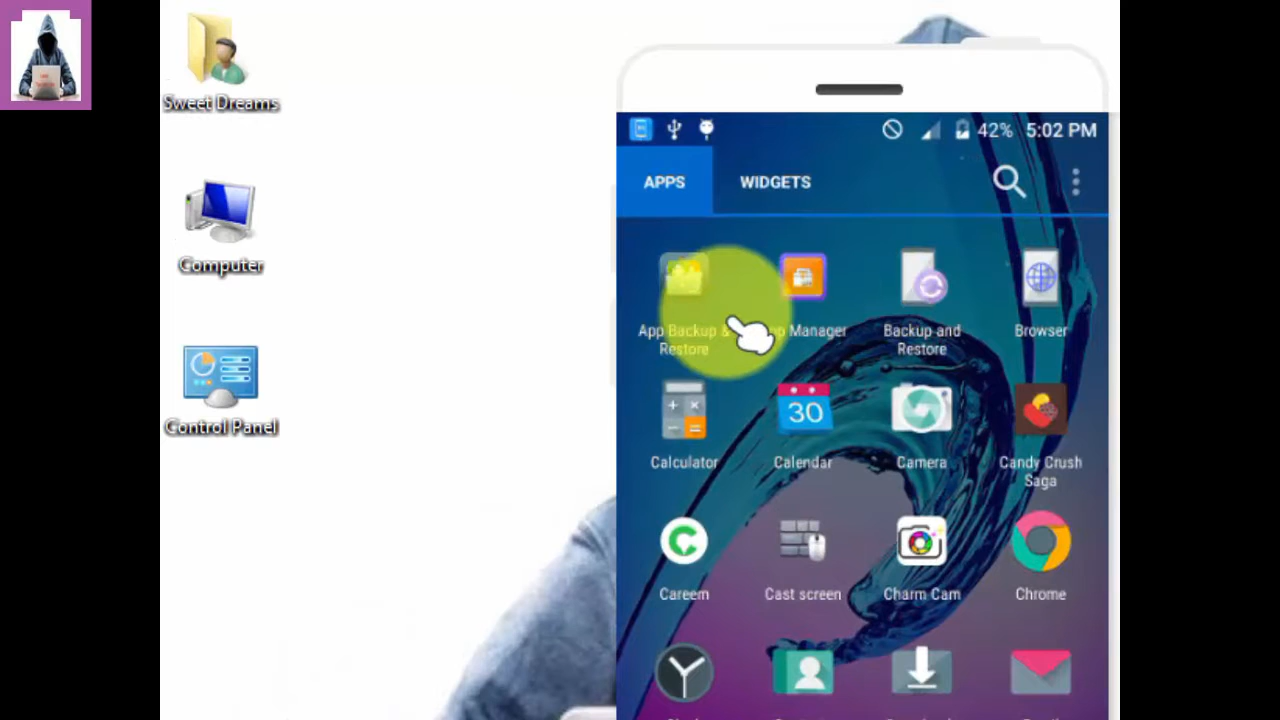 Sweet Dreams
Computer
Control Panel
42% 5:02 PM
APPS WIDGETS
App Backup &
Restore
Manager
Backup and
Restore
Browser
30
Calculator
Calendar
Camera
Candy Crush
Saga
Careem
Cast screen
Charm Cam
Chrome